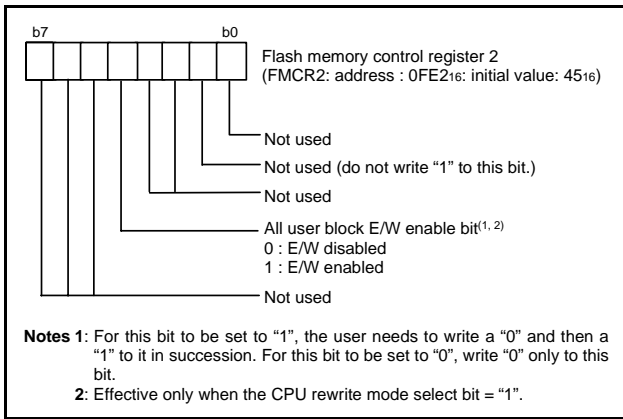 b7 b0
Flash memory control register 2
(FMCR2: address : 0FE216: initial value: 4516)
Not used
Not used (do not write “1” to this bit.)
Not used
All user block E/W enable bit(1, 2)
0 : E/W disabled
1 : E/W enabled
Not used
Notes 1: For this bit to be set to “1”, the user needs to write a “0” and then a
“1” to it in succession. For this bit to be set to “0”, write “0” only to this
bit.
2: Effective only when the CPU rewrite mode select bit = “1”.